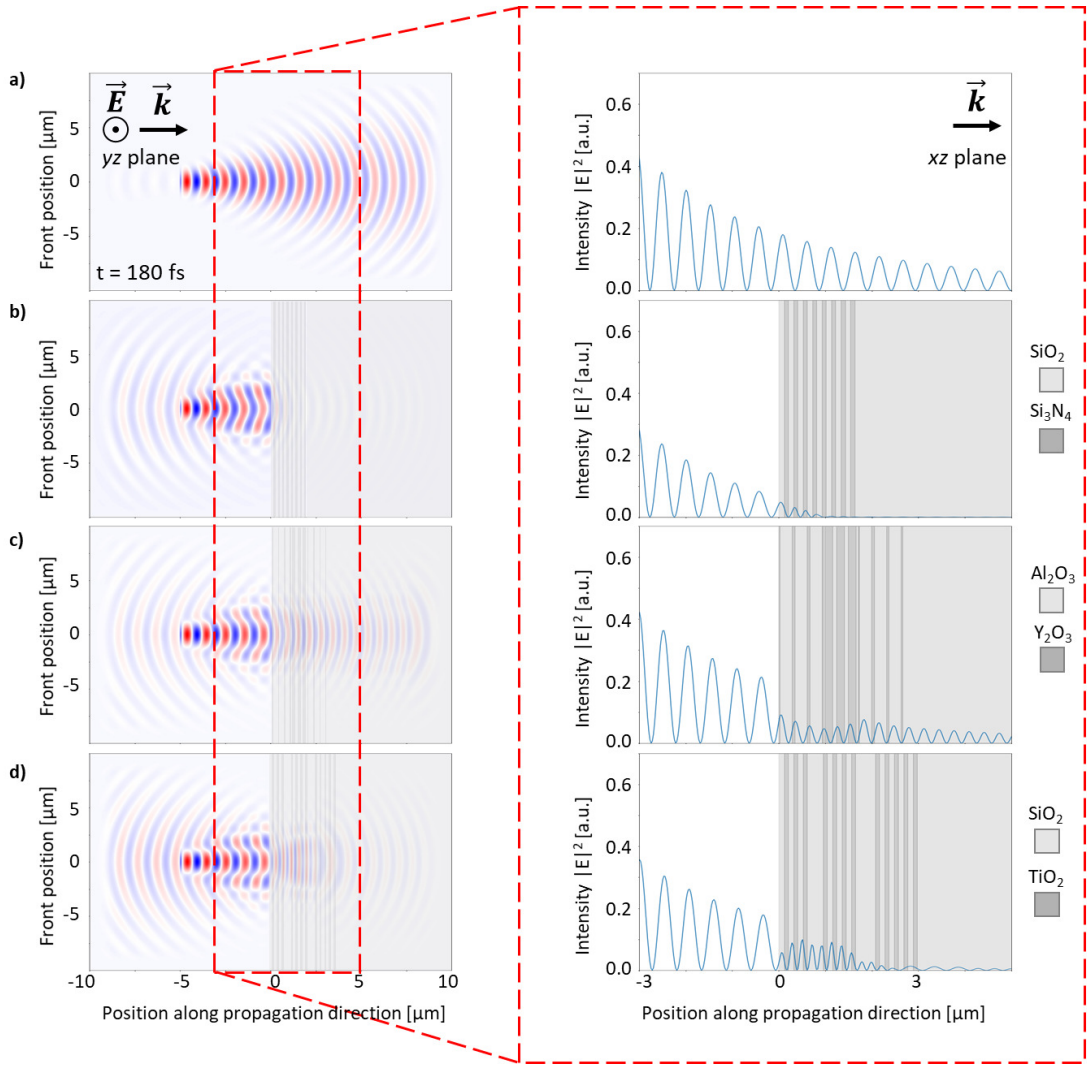 a)
E k
yz plane
t = 180 fs
Front position [µm]
5
0
-5
k
xz plane
Intensity |E|² [a.u.]
0.6
0.4
0.2
0.0
b)
Front position [µm]
5
0
-5
Intensity |E|² [a.u.]
0.6
0.4
0.2
0.0
SiO₂
Si₃N₄
c)
Front position [µm]
5
0
-5
Intensity |E|² [a.u.]
0.6
0.4
0.2
0.0
Al₂O₃
Y₂O₃
d)
Front position [µm]
5
0
-5
Intensity |E|² [a.u.]
0.6
0.4
0.2
0.0
SiO₂
TiO₂
-10 -5 0 5 10
Position along propagation direction [µm]
-3 0 3
Position along propagation direction [µm]